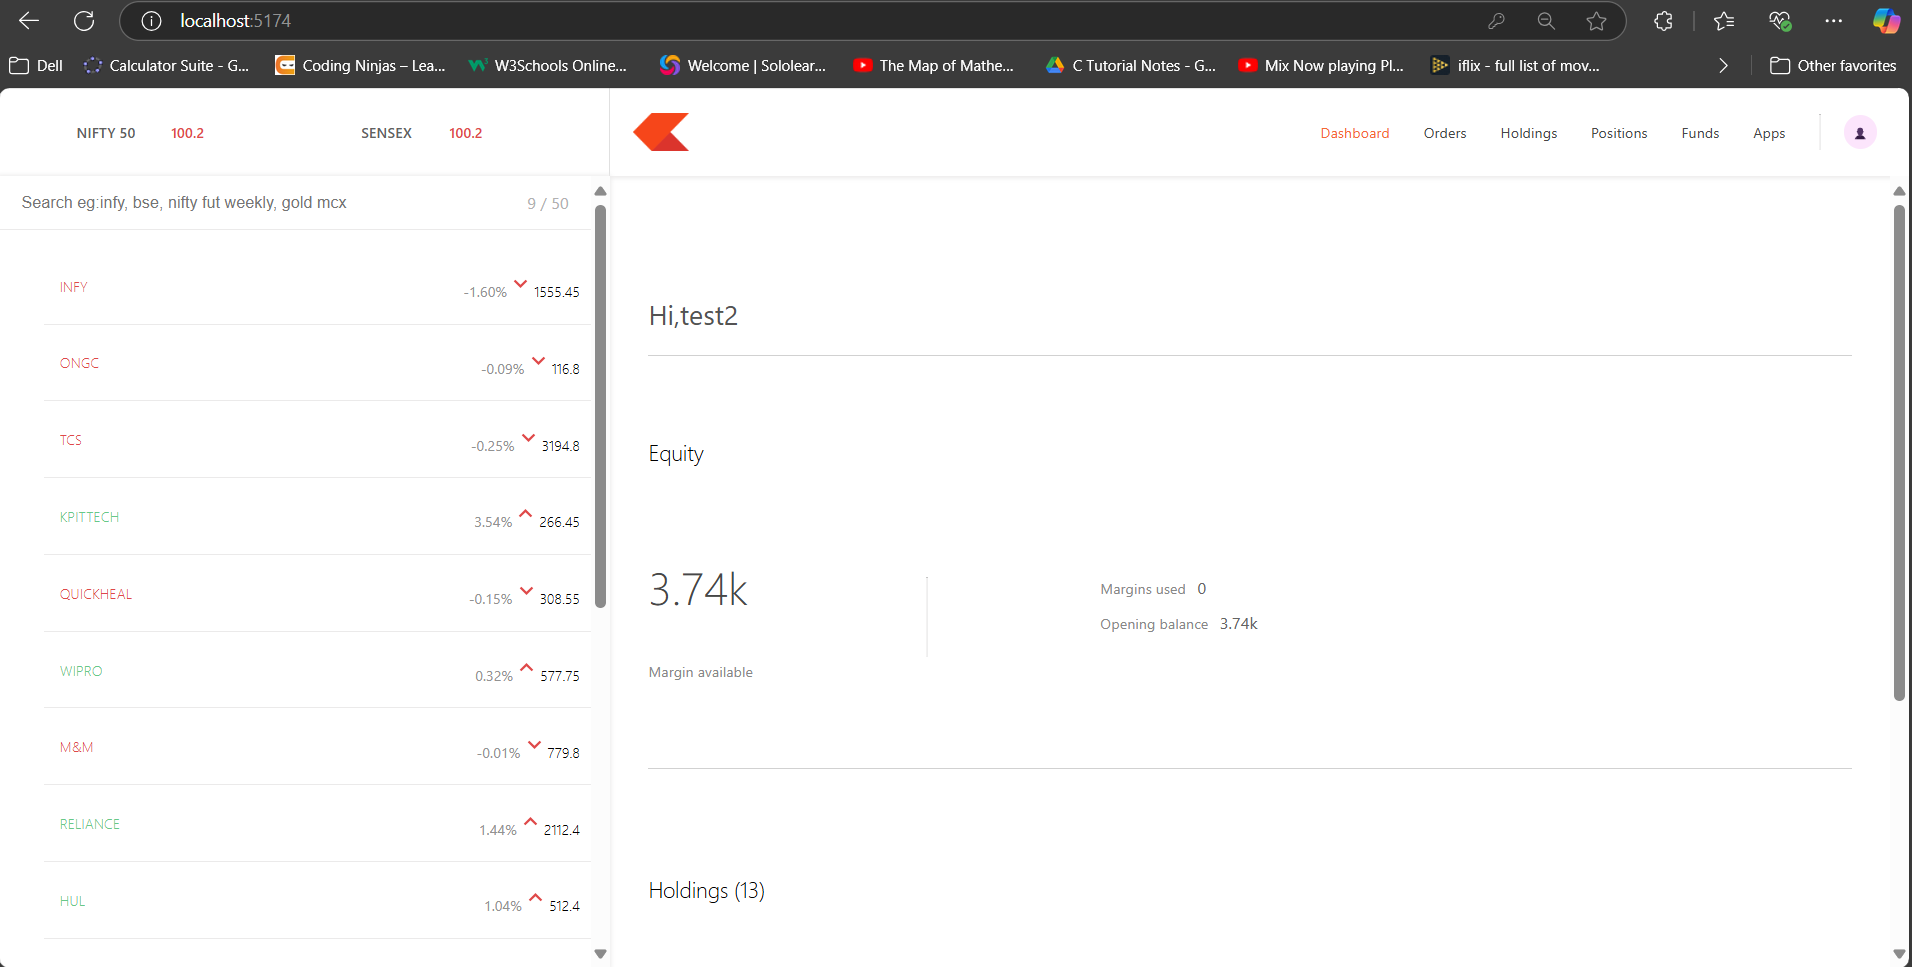 localhost:5174
Dell
Calculator Suite - G...
Coding Ninjas – Lea...
W3Schools Online...
Welcome | Sololear...
The Map of Mathe...
C Tutorial Notes - G...
Mix Now playing Pl...
iflix - full list of mov...
Other favorites
NIFTY 50 100.2 SENSEX 100.2
Dashboard Orders Holdings Positions Funds Apps
Search eg:infy, bse, nifty fut weekly, gold mcx 9 / 50
INFY -1.60% 1555.45
ONGC -0.09% 116.8
TCS -0.25% 3194.8
KPITTECH 3.54% 266.45
QUICKHEAL -0.15% 308.55
WIPRO 0.32% 577.75
M&M -0.01% 779.8
RELIANCE 1.44% 2112.4
HUL 1.04% 512.4
Hi,test2
Equity
3.74k
Margin available
Margins used 0
Opening balance 3.74k
Holdings (13)